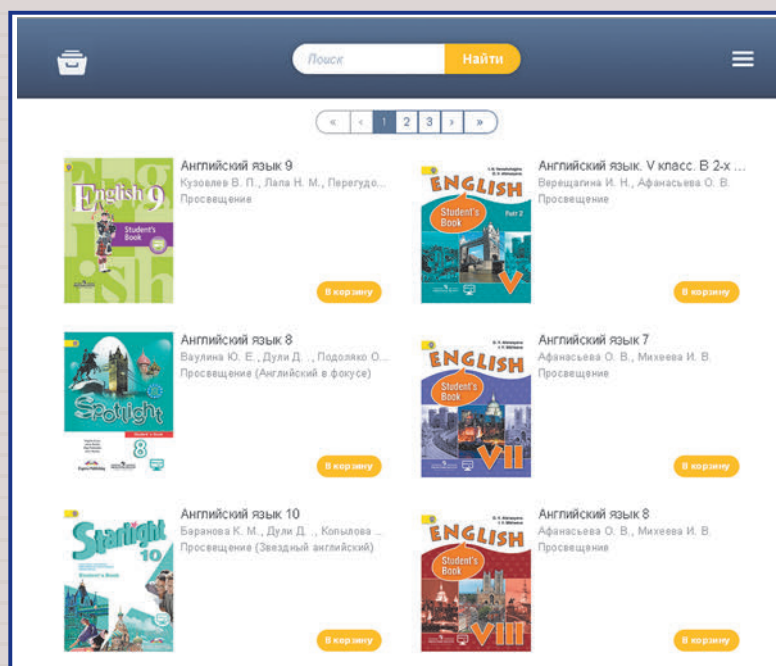 Поиск
Найти
« ‹ 1 2 3 › »
English 9
Student's
Book
Английский язык 9
Кузовлев В. П., Лапа Н. М., Перегудо...
Просвещение
В корзину
ENGLISH
Student's
Book
Part 2
V
Английский язык. V класс. В 2-х ...
Верещагина И. Н., Афанасьева О. В.
Просвещение
В корзину
Spotlight
Student's Book
8
Английский язык 8
Ваулина Ю. Е., Дули Д. ., Подоляко О...
Просвещение (Английский в фокусе)
В корзину
ENGLISH
Student's
Book
VII
Английский язык 7
Афанасьева О. В., Михеева И. В.
Просвещение
В корзину
Starlight
10
Student's Book
Английский язык 10
Баранова К. М., Дули Д. ., Копылова ...
Просвещение (Звездный английский)
В корзину
ENGLISH
Student's
Book
VIII
Английский язык 8
Афанасьева О. В., Михеева И. В.
Просвещение
В корзину